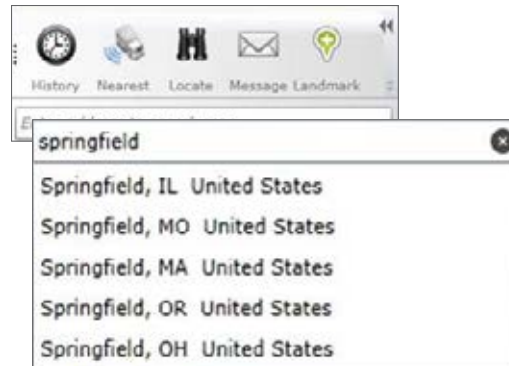 History Nearest Locate Message Landmark
springfield
Springfield, IL United States
Springfield, MO United States
Springfield, MA United States
Springfield, OR United States
Springfield, OH United States